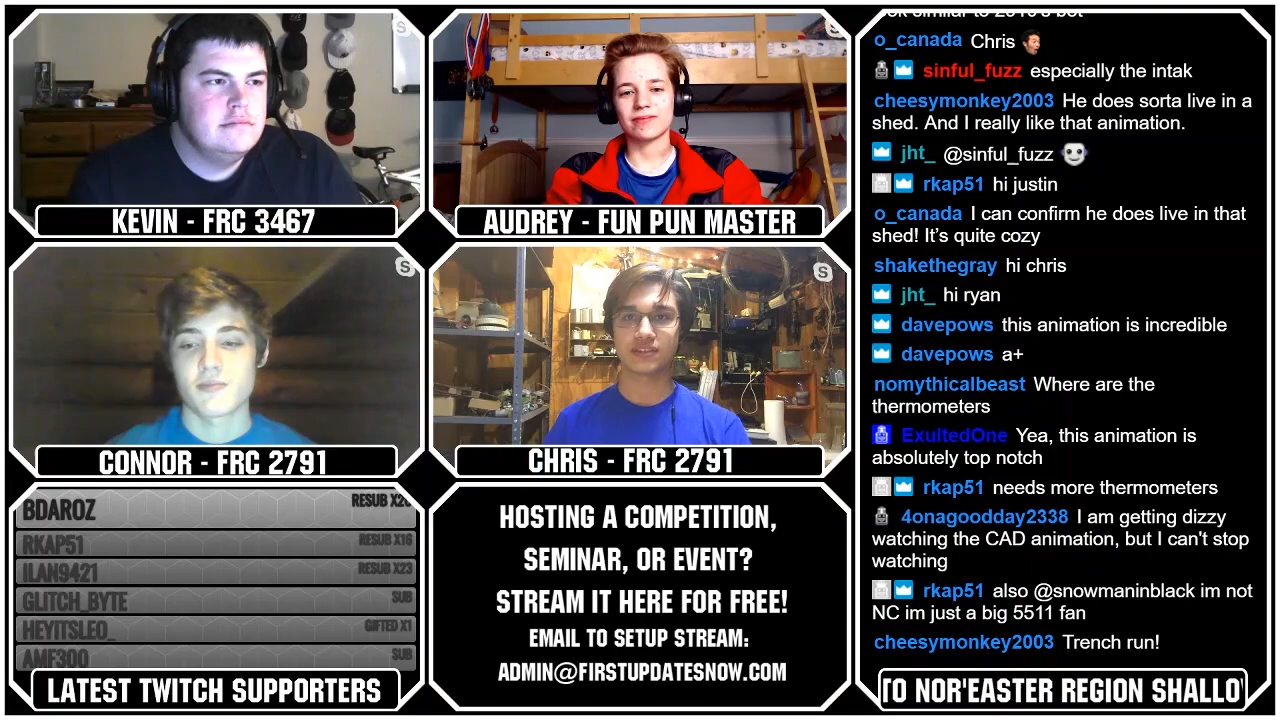 KEVIN - FRC 3467
AUDREY - FUN PUN MASTER
CONNOR - FRC 2791
CHRIS - FRC 2791
BDAROZ
RESUB X20
RKAP51
RESUB X16
ILAN9421
RESUB X23
GLITCH_BYTE
SUB
HEYITSLEO_
GIFTED X1
AMF300
SUB
LATEST TWITCH SUPPORTERS
HOSTING A COMPETITION,
SEMINAR, OR EVENT?
STREAM IT HERE FOR FREE!
EMAIL TO SETUP STREAM:
ADMIN@FIRSTUPDATESNOW.COM
o_canada Chris
sinful_fuzz especially the intak
cheesymonkey2003 He does sorta live in a
shed. And I really like that animation.
jht_ @sinful_fuzz
rkap51 hi justin
o_canada I can confirm he does live in that
shed! It's quite cozy
shakethegray hi chris
jht_ hi ryan
davepows this animation is incredible
davepows a+
nomythicalbeast Where are the
thermometers
ExultedOne Yea, this animation is
absolutely top notch
rkap51 needs more thermometers
4onagoodday2338 I am getting dizzy
watching the CAD animation, but I can't stop
watching
rkap51 also @snowmaninblack im not
NC im just a big 5511 fan
cheesymonkey2003 Trench run!
TO NOR'EASTER REGION SHALLO